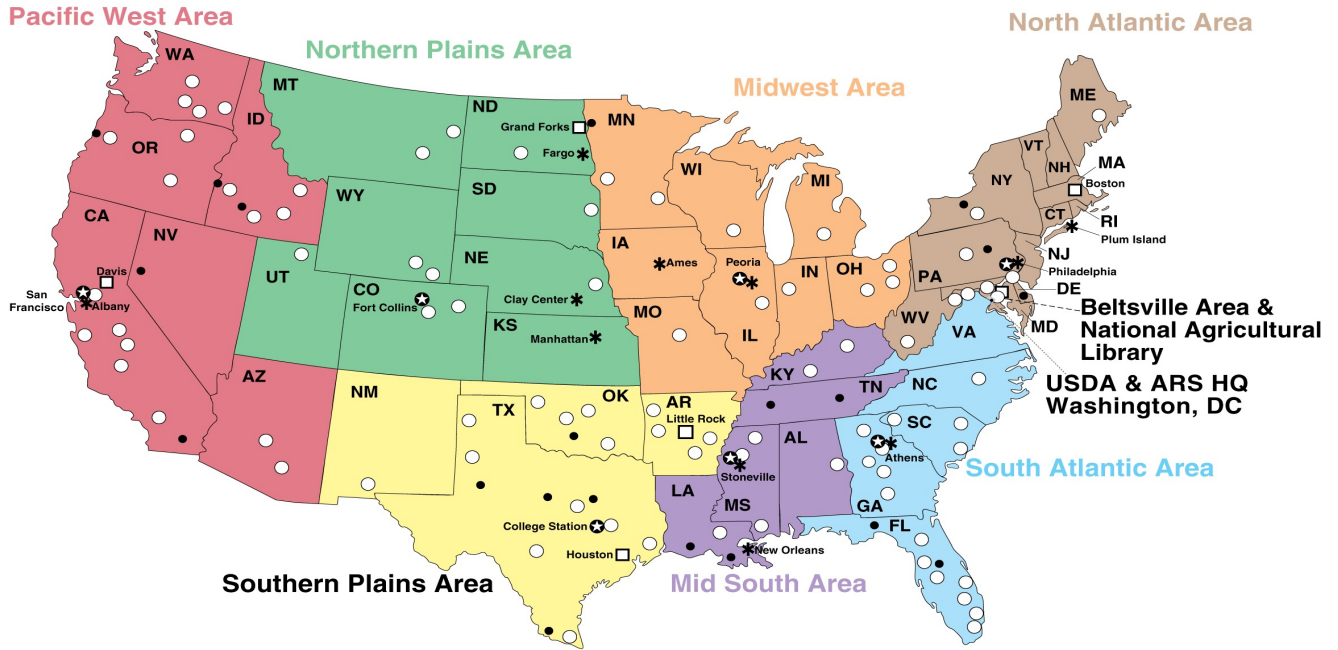 Pacific West Area
North Atlantic Area
Northern Plains Area
Midwest Area
WA
MT
ND
MN
ME
ID
Grand Forks
Fargo
OR
WI
MI
VT
NH
MA
NY
Boston
WY
SD
CT
RI
CA
NV
Plum Island
IA
Ames
NJ
Davis
UT
NE
Peoria
IN
OH
PA
Philadelphia
San
Francisco
Albany
CO
Fort Collins
Clay Center
DE
KS
MO
Manhattan
IL
WV
VA
MD
Beltsville Area &
National Agricultural
Library
AZ
NM
KY
TN
NC
USDA & ARS HQ
Washington, DC
TX
OK
AR
Little Rock
SC
AL
Athens
South Atlantic Area
Stoneville
LA
MS
GA
College Station
FL
Houston
New Orleans
Southern Plains Area
Mid South Area